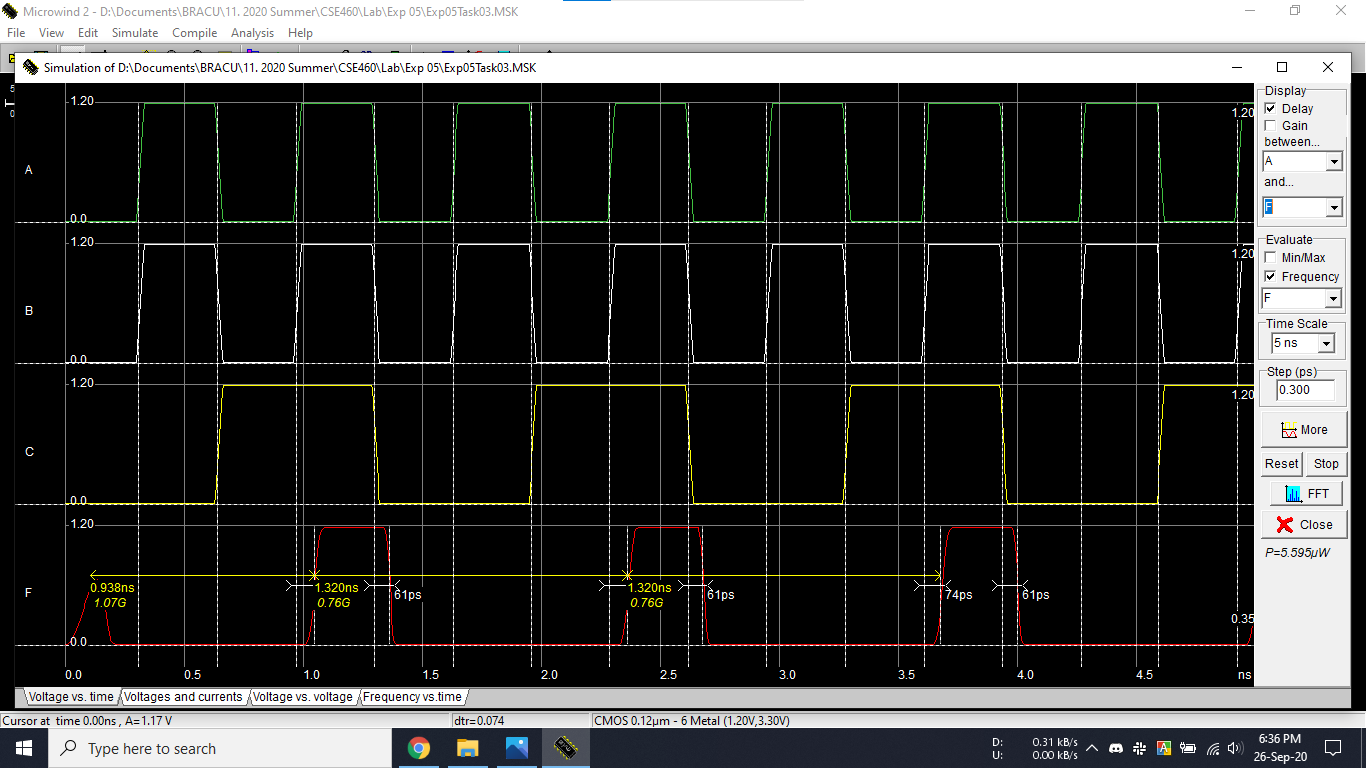 Microwind 2 - D:\Documents\BRACU\11. 2020 Summer\CSE460\Lab\Exp 05\Exp05Task03.MSK
File View Edit Simulate Compile Analysis Help
Simulation of D:\Documents\BRACU\11. 2020 Summer\CSE460\Lab\Exp 05\Exp05Task03.MSK
5
0
1.20
1.20
A
0.0
1.20
1.20
B
0.0
1.20
1.20
C
0.0
1.20
F
0.938ns 1.320ns 1.320ns
1.07G 0.76G 0.76G
61ps 61ps 74ps 61ps
0.35
0.0
0.0 0.5 1.0 1.5 2.0 2.5 3.0 3.5 4.0 4.5 ns
Display
Delay
Gain
between...
A
and...
F
Evaluate
Min/Max
Frequency
F
Time Scale
5 ns
Step (ps)
0.300
More
Reset Stop
FFT
Close
P=5.595µW
Voltage vs. time Voltages and currents Voltage vs. voltage Frequency vs.time
Cursor at time 0.00ns , A=1.17 V dtr=0.074 CMOS 0.12µm - 6 Metal (1.20V,3.30V)
Type here to search
D: 0.31 kB/s
U: 0.00 kB/s
6:36 PM
26-Sep-20